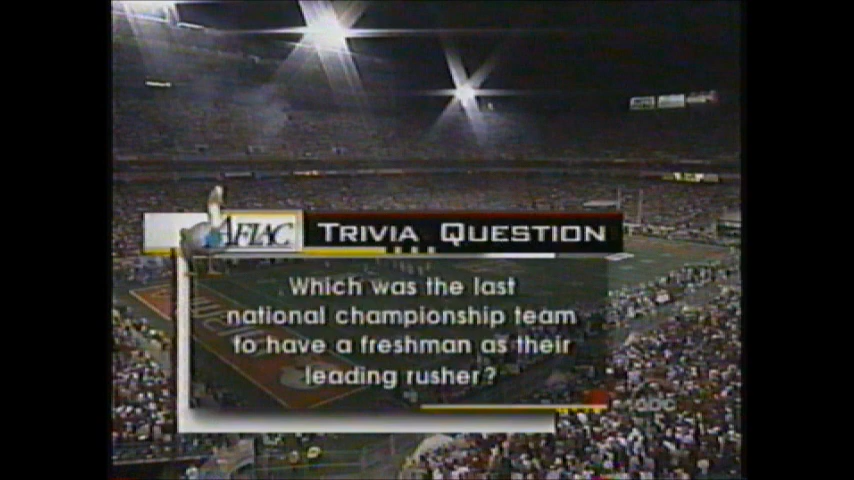 AFLAC TRIVIA QUESTION
Which was the last
national championship team
to have a freshman as their
leading rusher?
abc